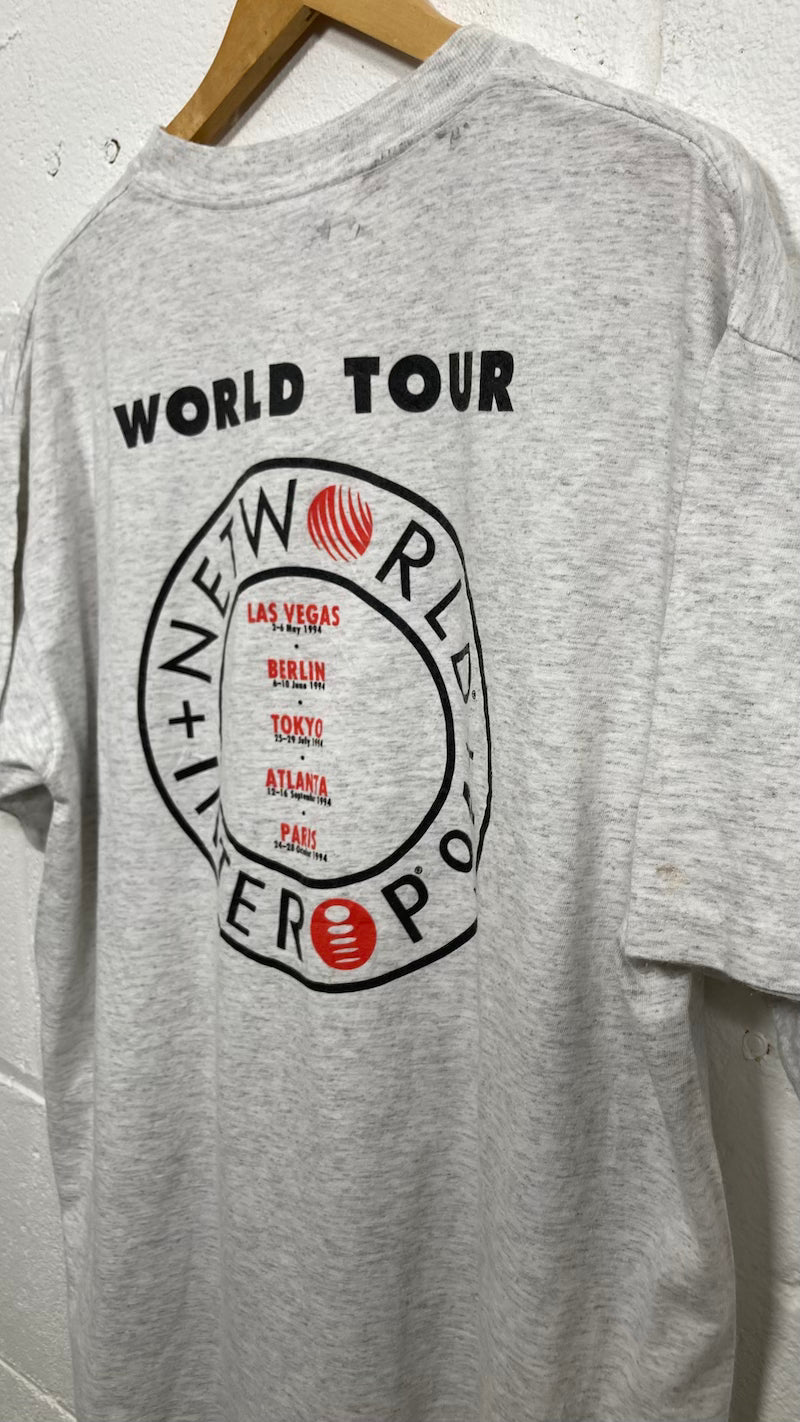 WORLD TOUR
NETWORLD®
+INTEROP®
LAS VEGAS
2-6 May 1994
BERLIN
6-10 June 1994
TOKYO
25-29 July 1994
ATLANTA
12-16 September 1994
PARIS
24-28 October 1994